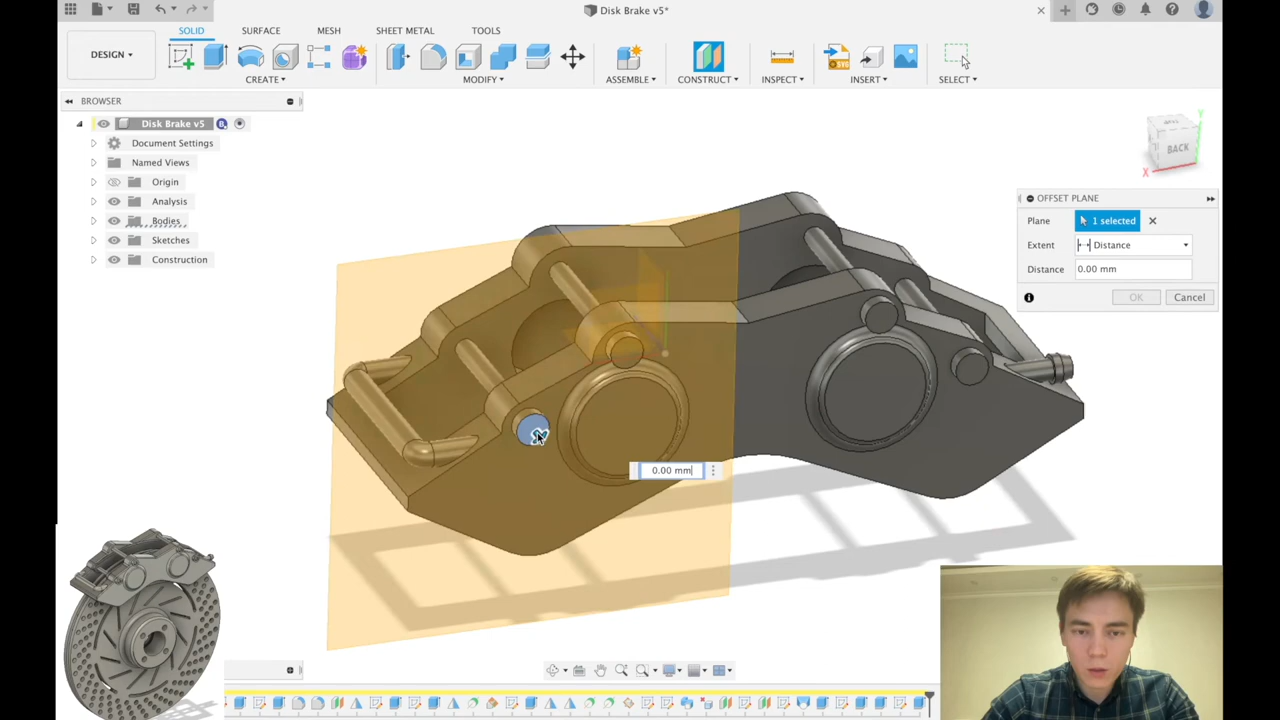 Disk Brake v5*
SOLID SURFACE MESH SHEET METAL TOOLS
DESIGN
CREATE MODIFY ASSEMBLE CONSTRUCT INSPECT INSERT SELECT
BROWSER
Disk Brake v5
Document Settings
Named Views
Origin
Analysis
Bodies
Sketches
Construction
BACK
X
Y
OFFSET PLANE
Plane 1 selected
Extent Distance
Distance 0.00 mm
OK Cancel
0.00 mm